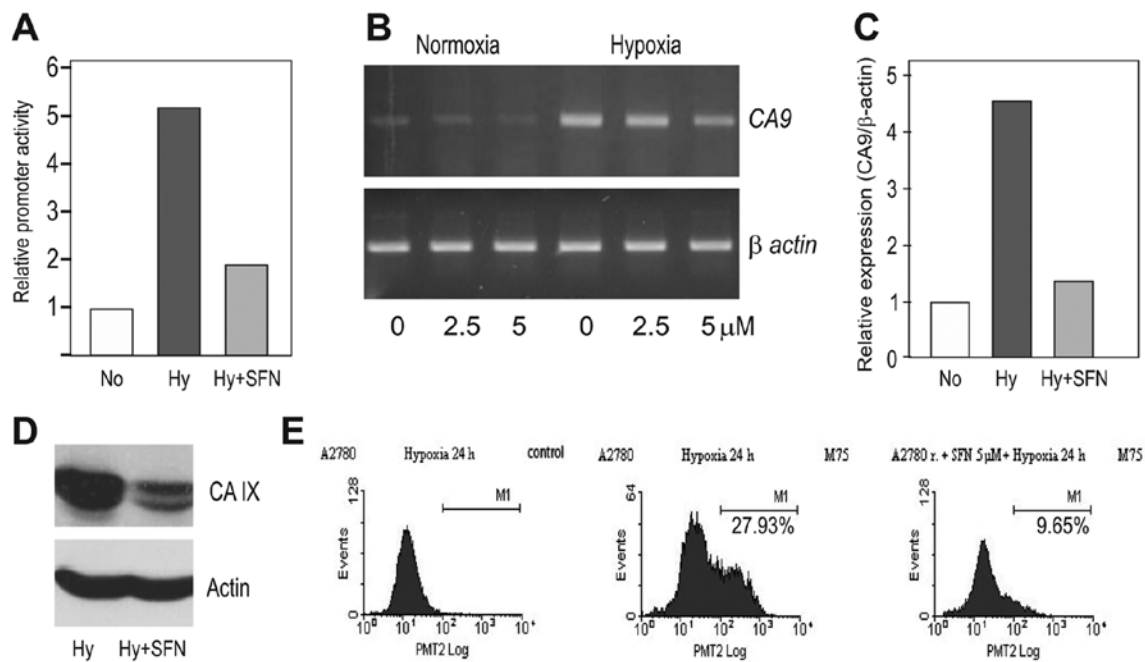 A
Relative promoter activity
6
5
4
3
2
1
No Hy Hy+SFN
B
Normoxia Hypoxia
CA9
β actin
0 2.5 5 0 2.5 5 μM
C
Relative expression (CA9/β-actin)
5
4
3
2
1
0
No Hy Hy+SFN
D
CA IX
Actin
Hy Hy+SFN
E
A2780 Hypoxia 24 h control
128
Events
0
M1
10⁰ 10¹ 10² 10³ 10⁴
PMT2 Log
A2780 Hypoxia 24 h M75
64
Events
0
M1
27.93%
10⁰ 10¹ 10² 10³ 10⁴
PMT2 Log
A2780 r. + SFN 5 μM + Hypoxia 24 h M75
128
Events
0
M1
9.65%
10⁰ 10¹ 10² 10³ 10⁴
PMT2 Log